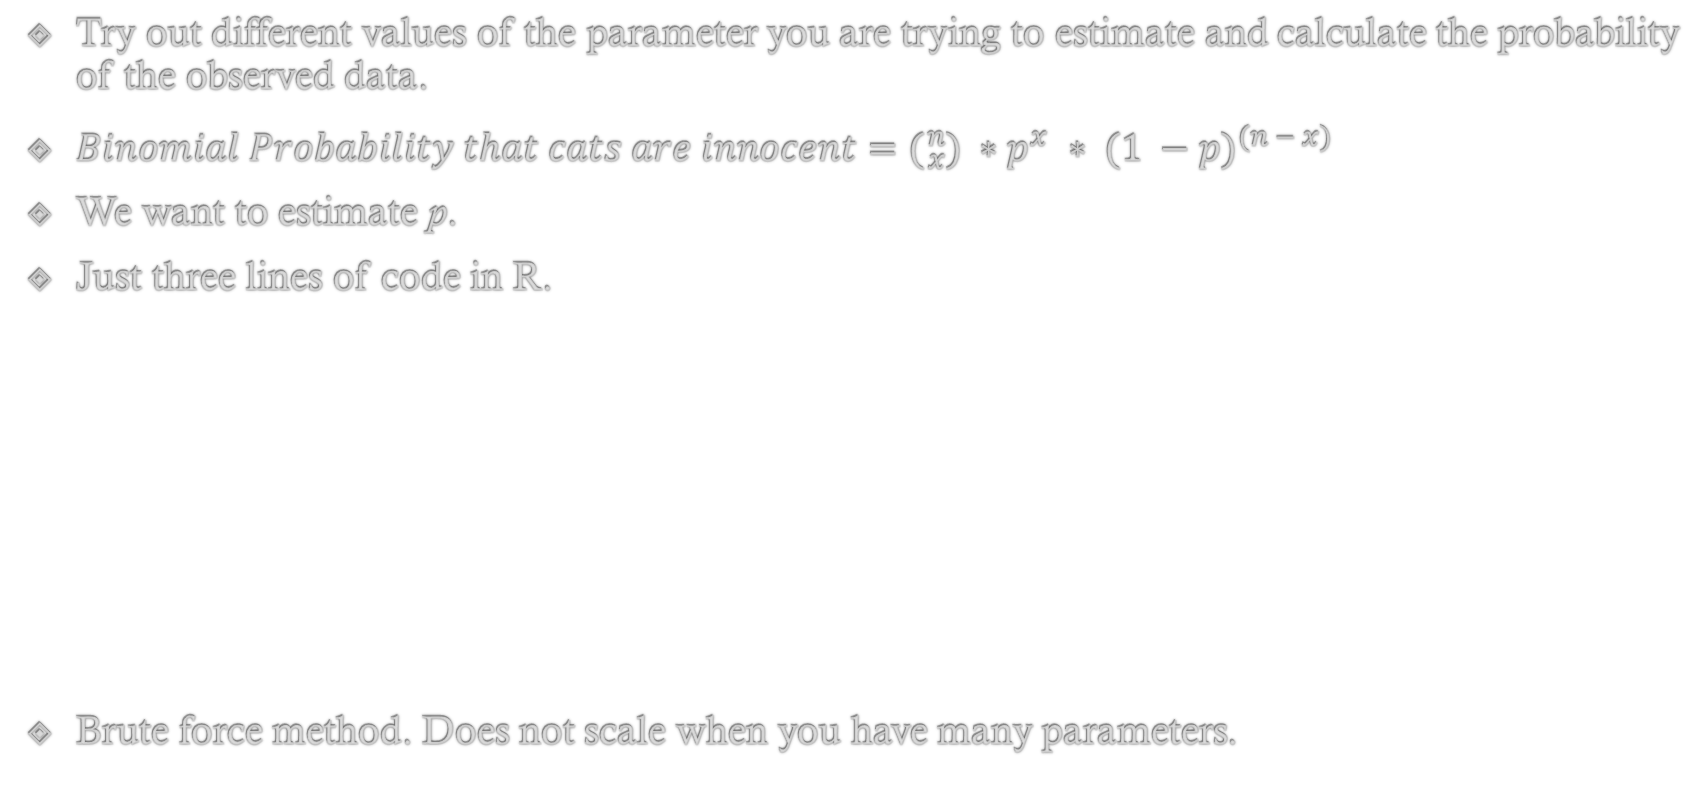 Try out different values of the parameter you are trying to estimate and calculate the probability
of the observed data.
Binomial Probability that cats are innocent = (n x) * p^x * (1 − p)^(n − x)
We want to estimate p.
Just three lines of code in R.
Brute force method. Does not scale when you have many parameters.